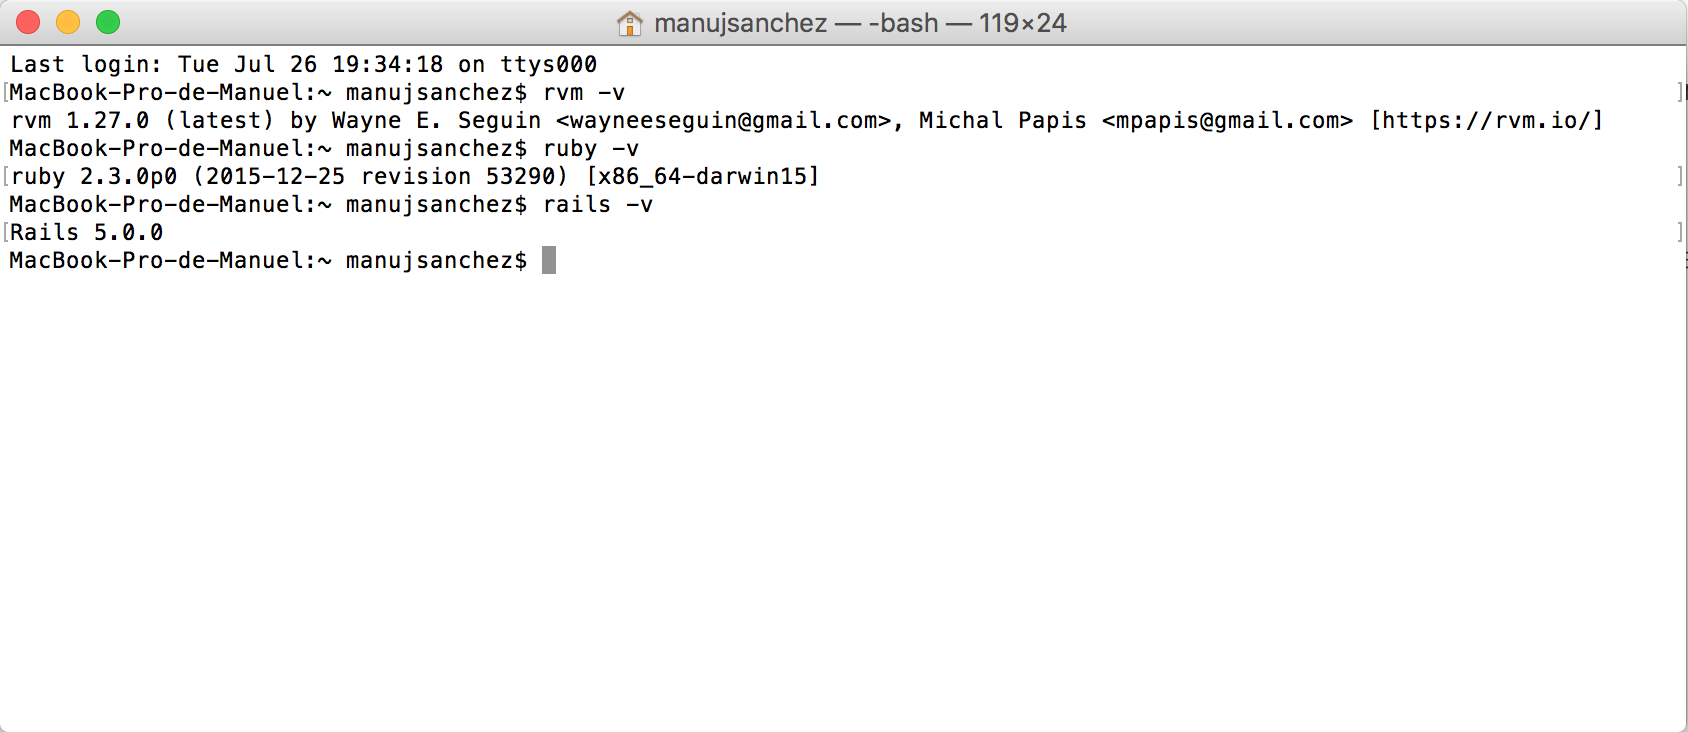 manujsanchez — -bash — 119×24
Last login: Tue Jul 26 19:34:18 on ttys000
[MacBook-Pro-de-Manuel:~ manujsanchez$ rvm -v ]
rvm 1.27.0 (latest) by Wayne E. Seguin <wayneeseguin@gmail.com>, Michal Papis <mpapis@gmail.com> [https://rvm.io/]
MacBook-Pro-de-Manuel:~ manujsanchez$ ruby -v
[ruby 2.3.0p0 (2015-12-25 revision 53290) [x86_64-darwin15] ]
MacBook-Pro-de-Manuel:~ manujsanchez$ rails -v
[Rails 5.0.0 ]
MacBook-Pro-de-Manuel:~ manujsanchez$